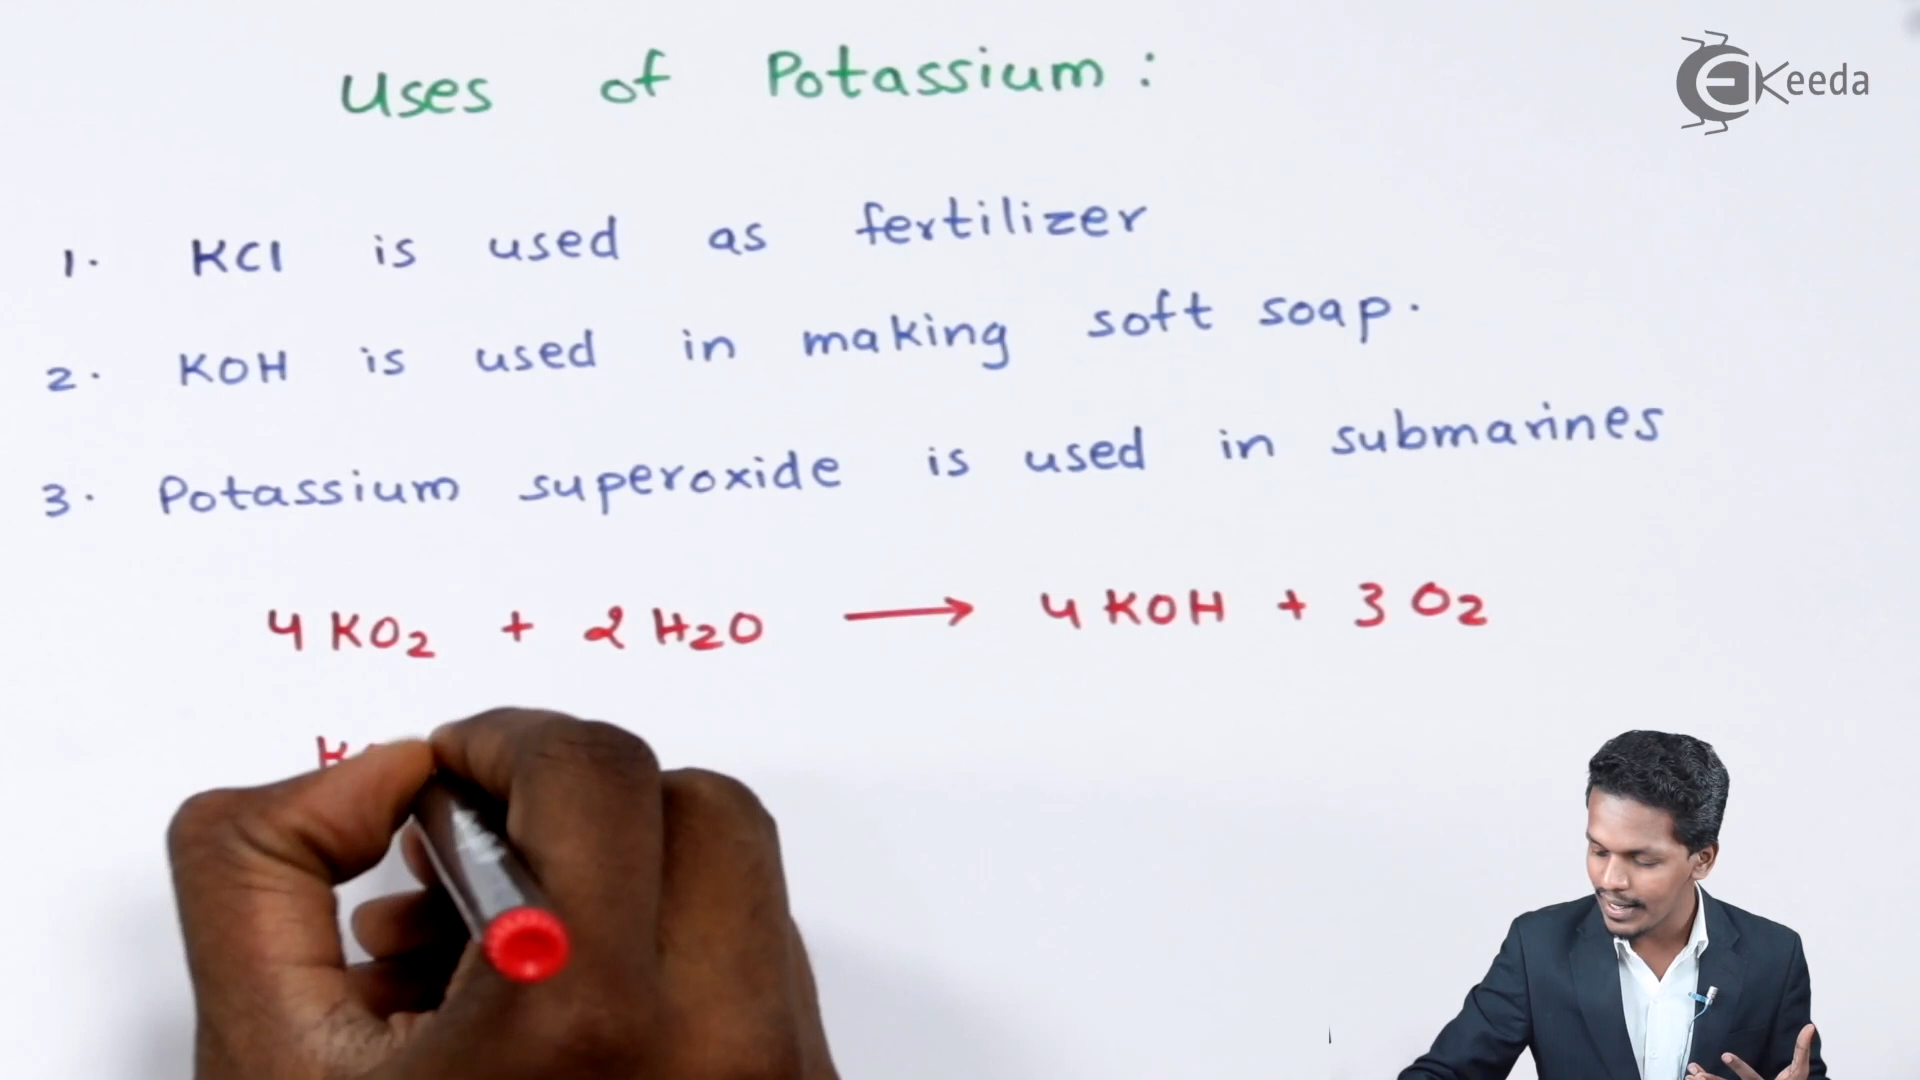 Uses of Potassium :
EKeeda
1. KCl is used as fertilizer
2. KOH is used in making soft soap.
3. Potassium superoxide is used in submarines
4 KO2 + 2 H2O → 4 KOH + 3 O2